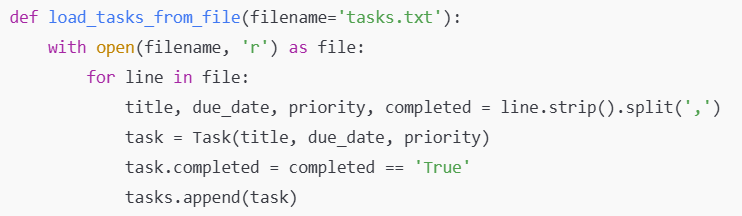 def load_tasks_from_file(filename='tasks.txt'):
    with open(filename, 'r') as file:
        for line in file:
            title, due_date, priority, completed = line.strip().split(',')
            task = Task(title, due_date, priority)
            task.completed = completed == 'True'
            tasks.append(task)